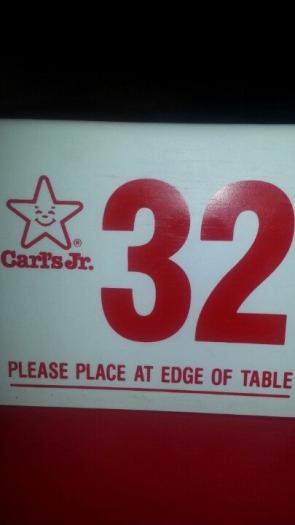 32
®
Carl's Jr.
PLEASE PLACE AT EDGE OF TABLE